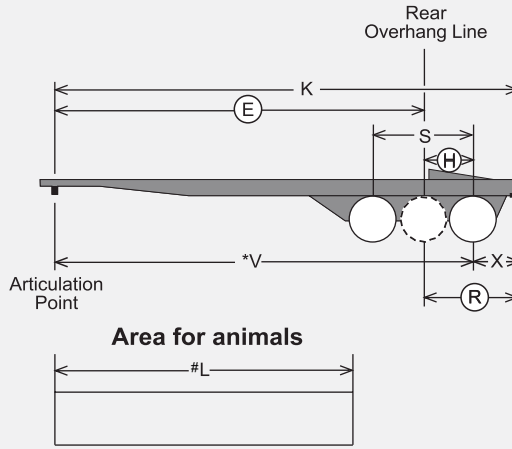 Rear
Overhang Line
K
E
S
H
*V
X
Articulation
Point
R
Area for animals
#L